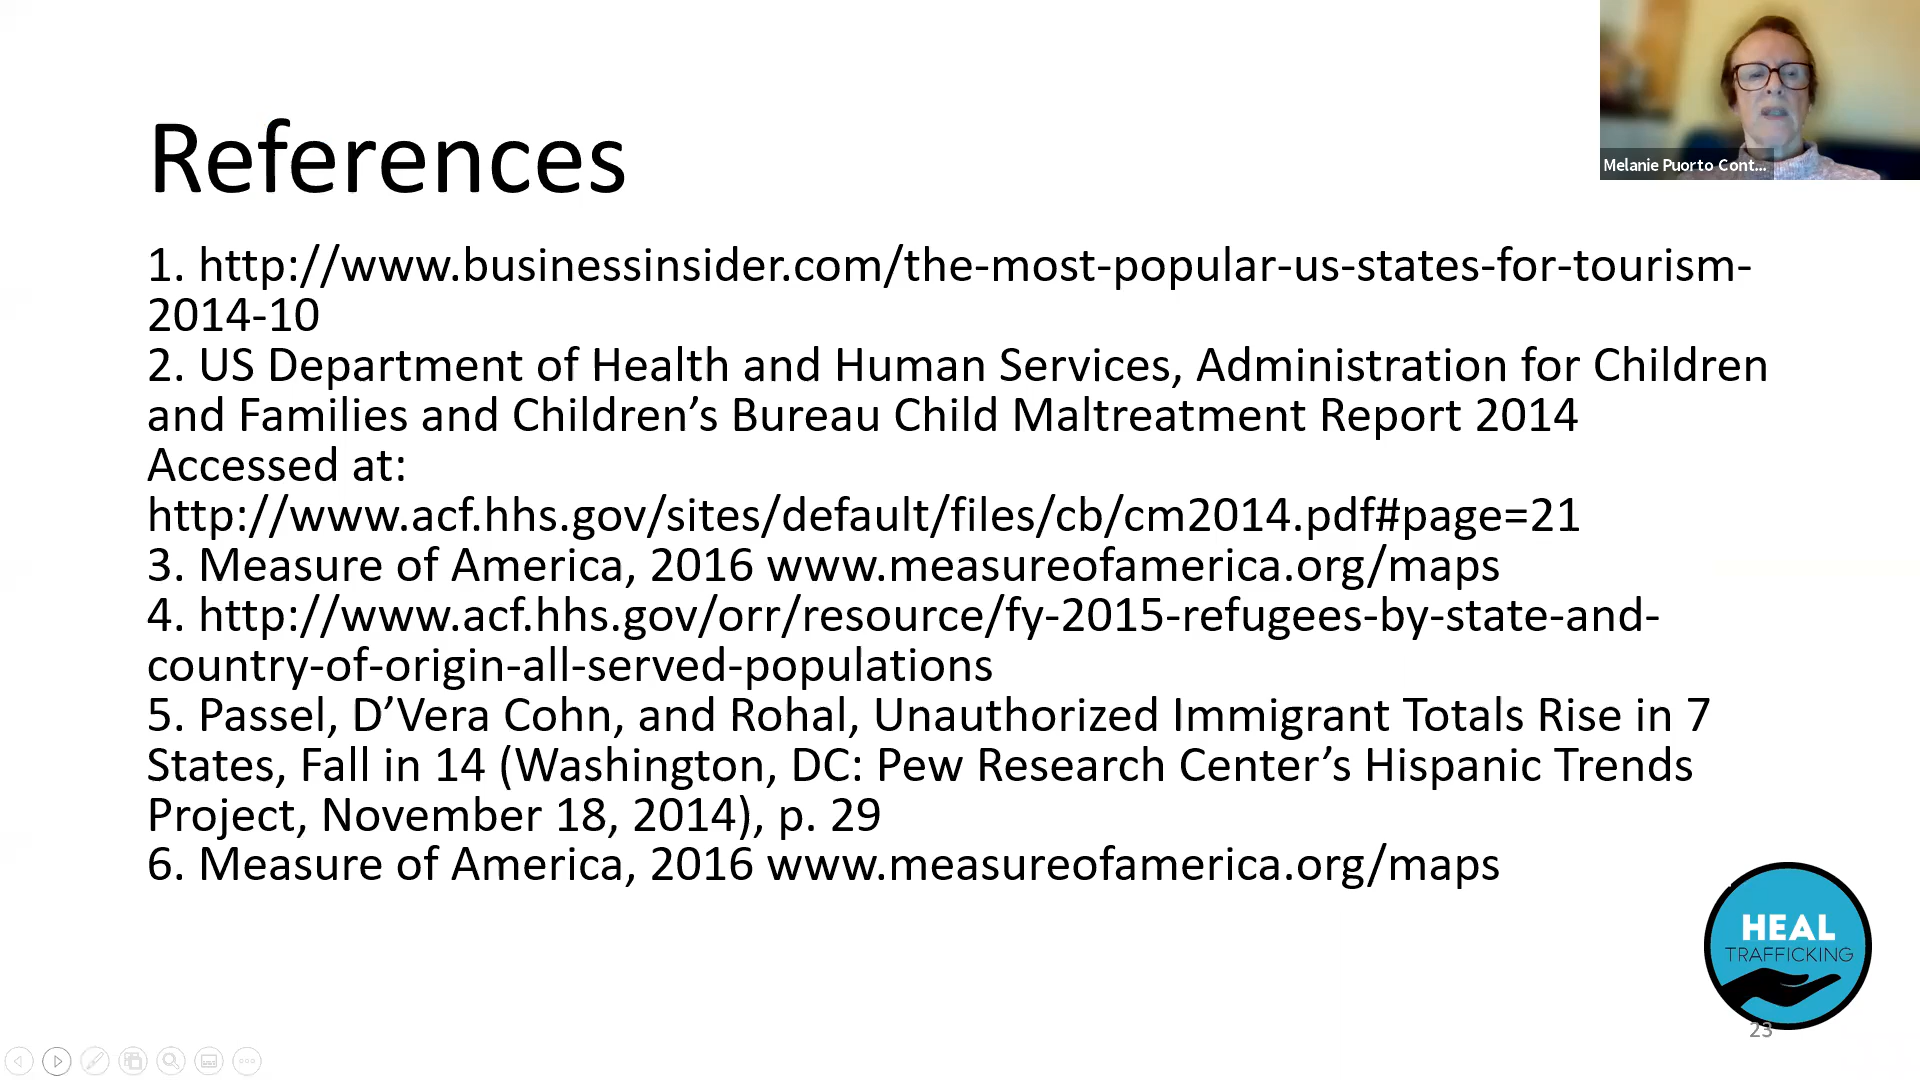 References
Melanie Puorto Cont...
1. http://www.businessinsider.com/the-most-popular-us-states-for-tourism-
2014-10
2. US Department of Health and Human Services, Administration for Children
and Families and Children’s Bureau Child Maltreatment Report 2014
Accessed at:
http://www.acf.hhs.gov/sites/default/files/cb/cm2014.pdf#page=21
3. Measure of America, 2016 www.measureofamerica.org/maps
4. http://www.acf.hhs.gov/orr/resource/fy-2015-refugees-by-state-and-
country-of-origin-all-served-populations
5. Passel, D’Vera Cohn, and Rohal, Unauthorized Immigrant Totals Rise in 7
States, Fall in 14 (Washington, DC: Pew Research Center’s Hispanic Trends
Project, November 18, 2014), p. 29
6. Measure of America, 2016 www.measureofamerica.org/maps
HEAL
TRAFFICKING
23